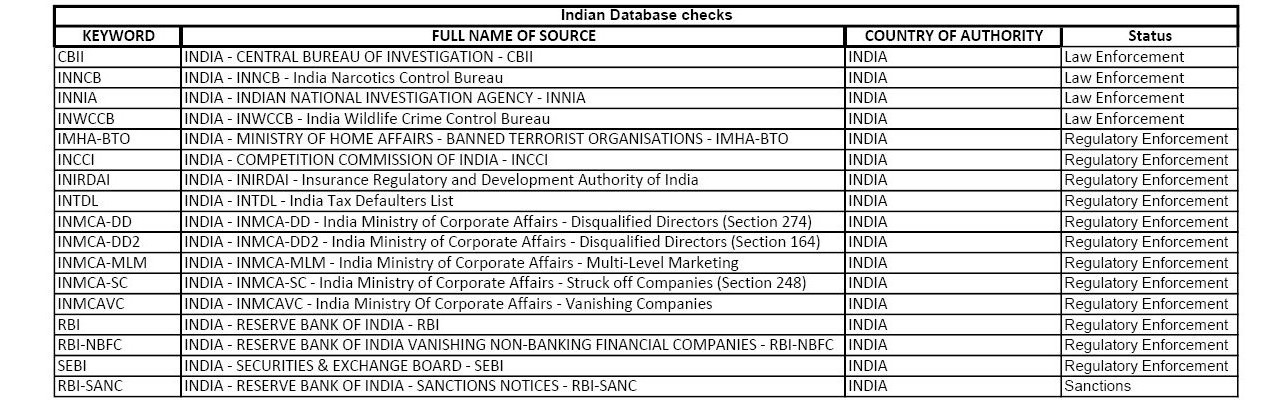 Indian Database checks
KEYWORD FULL NAME OF SOURCE COUNTRY OF AUTHORITY Status
CBII INDIA - CENTRAL BUREAU OF INVESTIGATION - CBII INDIA Law Enforcement
INNCB INDIA - INNCB - India Narcotics Control Bureau INDIA Law Enforcement
INNIA INDIA - INDIAN NATIONAL INVESTIGATION AGENCY - INNIA INDIA Law Enforcement
INWCCB INDIA - INWCCB - India Wildlife Crime Control Bureau INDIA Law Enforcement
IMHA-BTO INDIA - MINISTRY OF HOME AFFAIRS - BANNED TERRORIST ORGANISATIONS - IMHA-BTO INDIA Regulatory Enforcement
INCCI INDIA - COMPETITION COMMISSION OF INDIA - INCCI INDIA Regulatory Enforcement
INIRDAI INDIA - INIRDAI - Insurance Regulatory and Development Authority of India INDIA Regulatory Enforcement
INTDL INDIA - INTDL - India Tax Defaulters List INDIA Regulatory Enforcement
INMCA-DD INDIA - INMCA-DD - India Ministry of Corporate Affairs - Disqualified Directors (Section 274) INDIA Regulatory Enforcement
INMCA-DD2 INDIA - INMCA-DD2 - India Ministry of Corporate Affairs - Disqualified Directors (Section 164) INDIA Regulatory Enforcement
INMCA-MLM INDIA - INMCA-MLM - India Ministry of Corporate Affairs - Multi-Level Marketing INDIA Regulatory Enforcement
INMCA-SC INDIA - INMCA-SC - India Ministry of Corporate Affairs - Struck off Companies (Section 248) INDIA Regulatory Enforcement
INMCAVC INDIA - INMCAVC - India Ministry Of Corporate Affairs - Vanishing Companies INDIA Regulatory Enforcement
RBI INDIA - RESERVE BANK OF INDIA - RBI INDIA Regulatory Enforcement
RBI-NBFC INDIA - RESERVE BANK OF INDIA VANISHING NON-BANKING FINANCIAL COMPANIES - RBI-NBFC INDIA Regulatory Enforcement
SEBI INDIA - SECURITIES & EXCHANGE BOARD - SEBI INDIA Regulatory Enforcement
RBI-SANC INDIA - RESERVE BANK OF INDIA - SANCTIONS NOTICES - RBI-SANC INDIA Sanctions